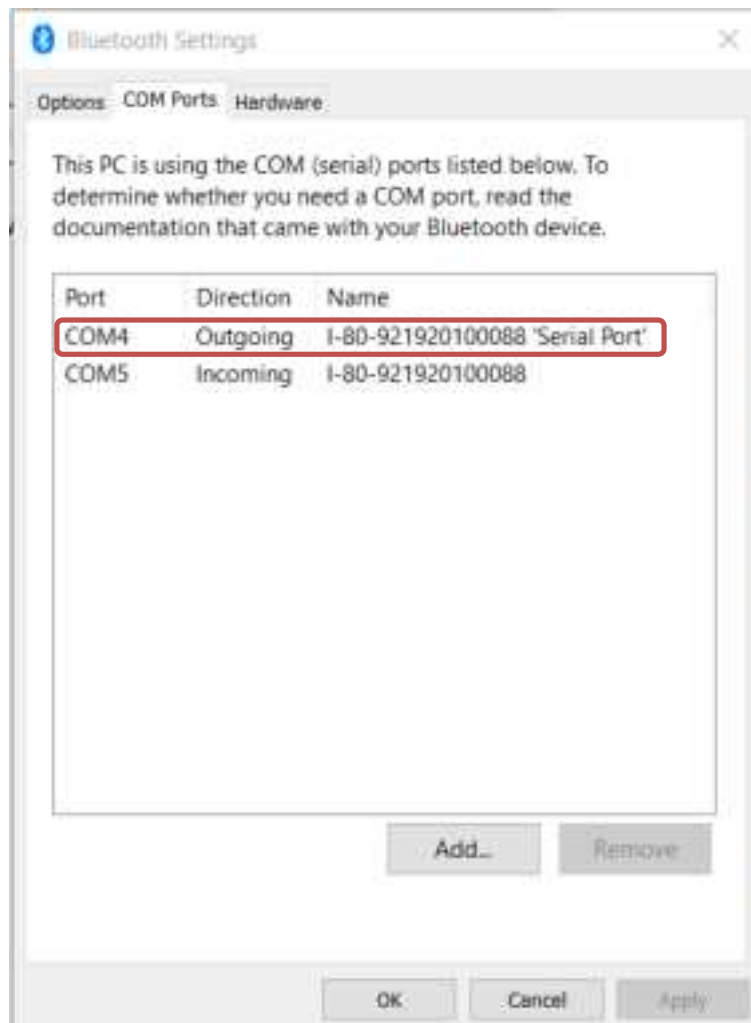 Bluetooth Settings
Options COM Ports Hardware
This PC is using the COM (serial) ports listed below. To
determine whether you need a COM port, read the
documentation that came with your Bluetooth device.
Port Direction Name
COM4 Outgoing I-80-921920100088 'Serial Port'
COM5 Incoming I-80-921920100088
Add... Remove
OK Cancel Apply